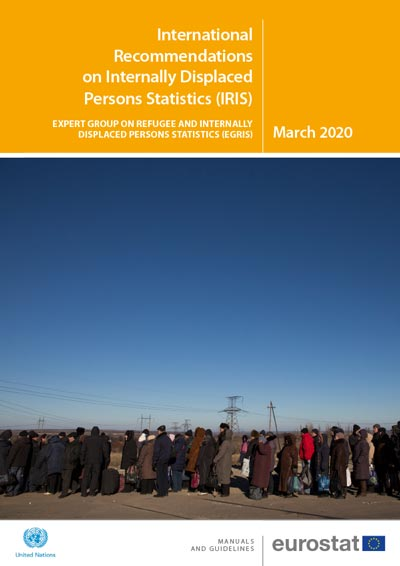 International
Recommendations
on Internally Displaced
Persons Statistics (IRIS)
EXPERT GROUP ON REFUGEE AND INTERNALLY
DISPLACED PERSONS STATISTICS (EGRIS)
March 2020
United Nations
MANUALS
AND GUIDELINES
eurostat